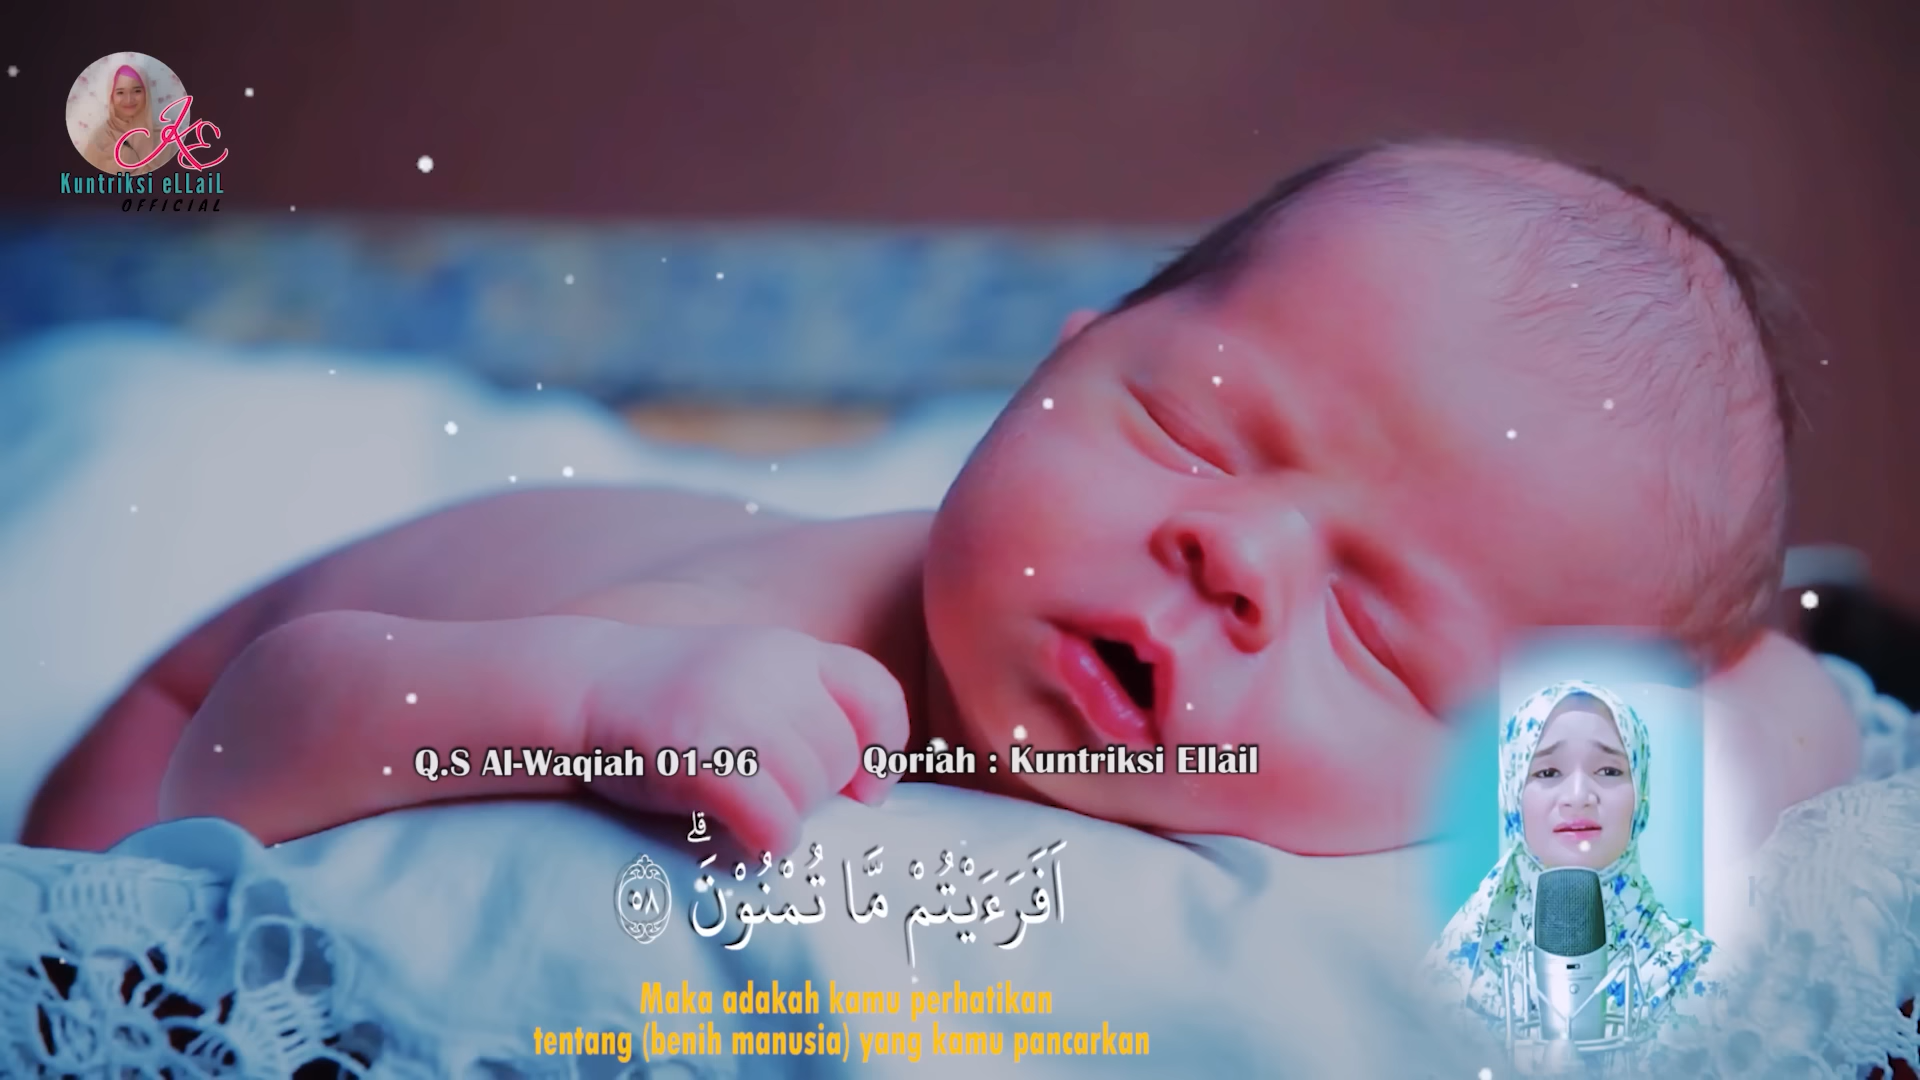 KE
Kuntriksi eLLaiL
OFFICIAL
Q.S Al-Waqiah 01-96
Qoriah : Kuntriksi Ellail
اَفَرَءَيْتُمْ مَّا تُمْنُوْنَۗ ٥٨
Maka adakah kamu perhatikan
tentang (benih manusia) yang kamu pancarkan